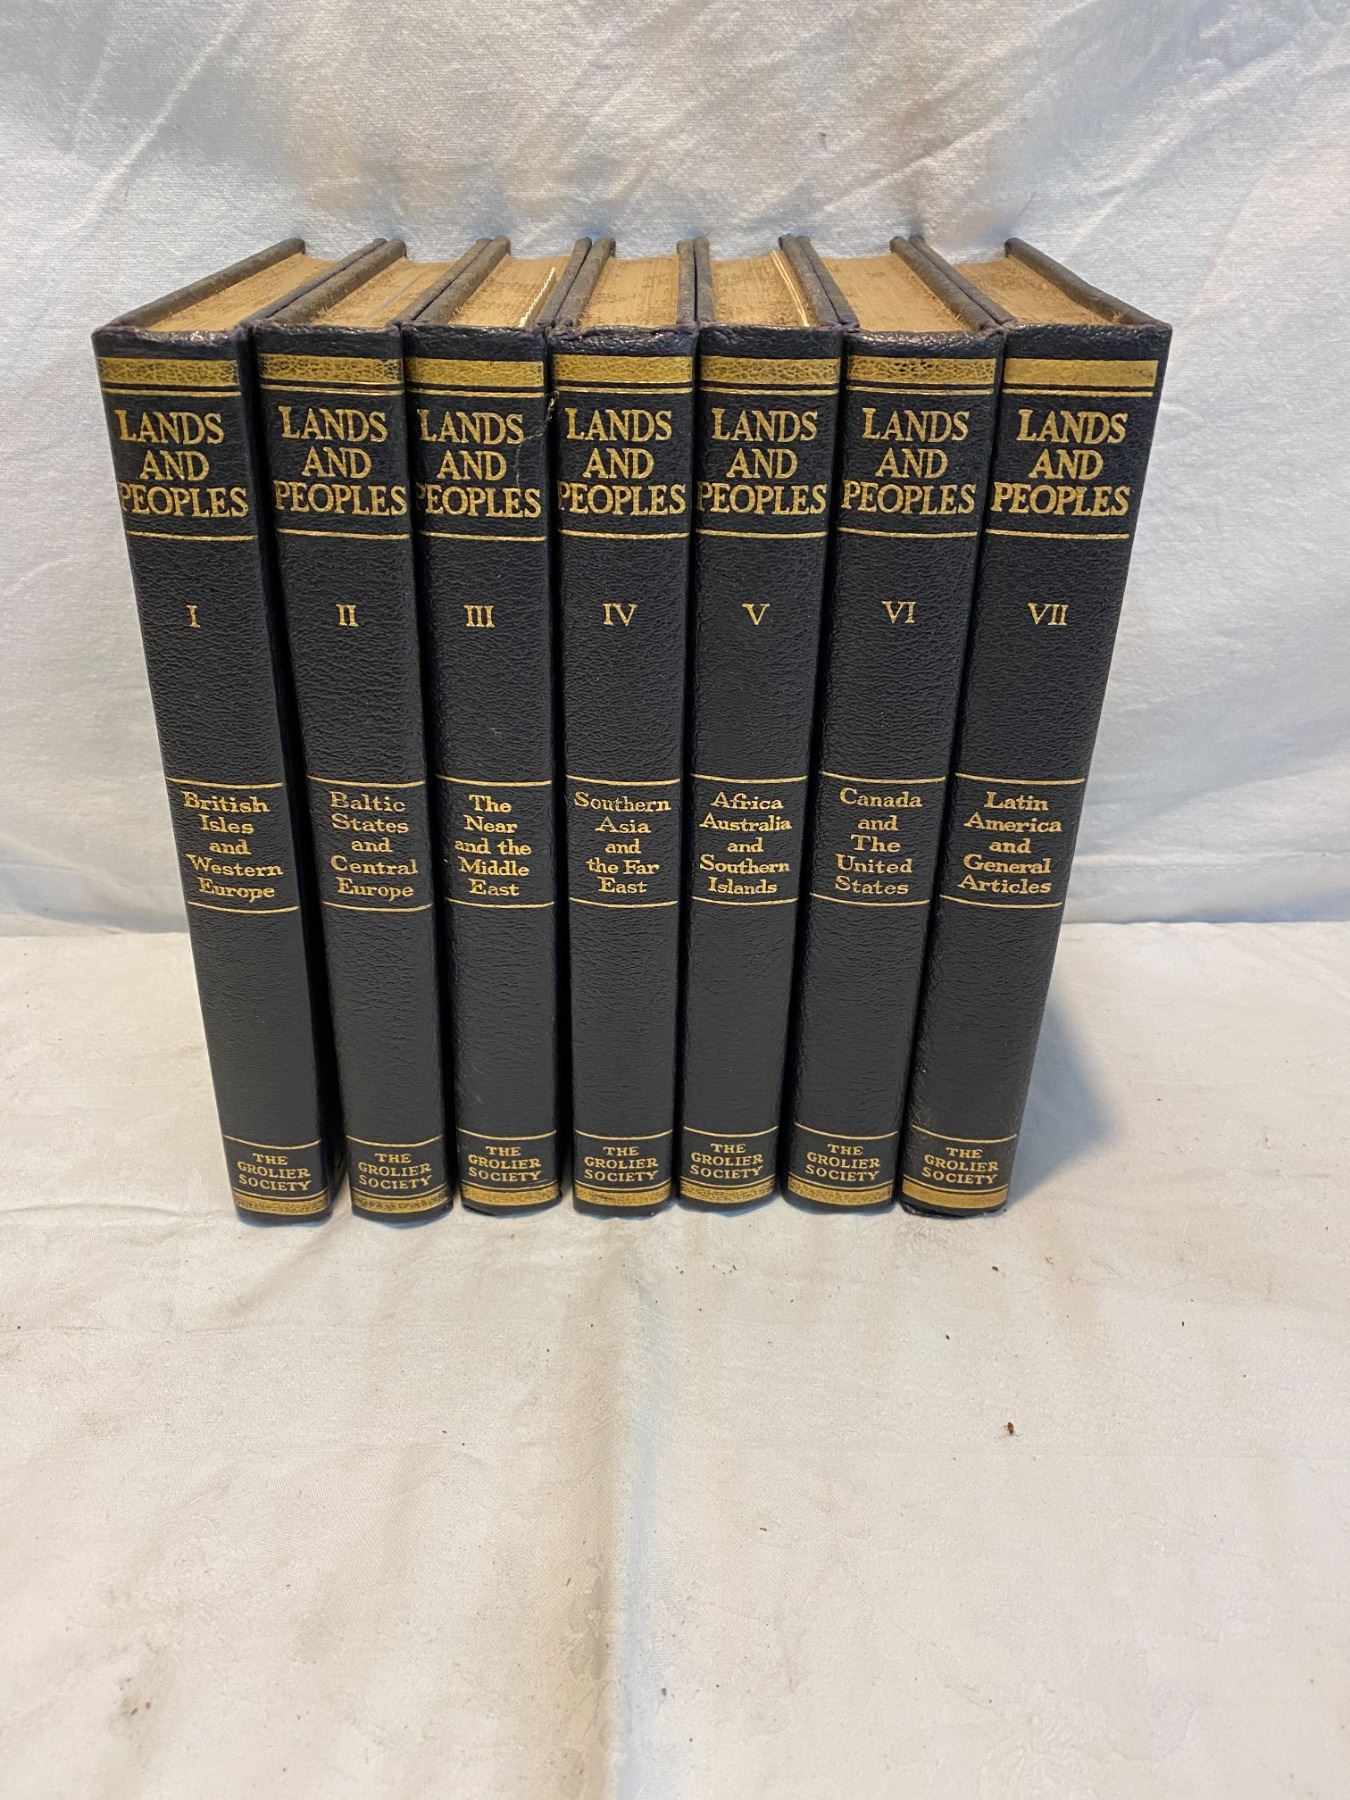 LANDS
AND
PEOPLES
I
British
Isles
and
Western
Europe
THE
GROLIER
SOCIETY
LANDS
AND
PEOPLES
II
Baltic
States
and
Central
Europe
THE
GROLIER
SOCIETY
LANDS
AND
PEOPLES
III
The
Near
and the
Middle
East
THE
GROLIER
SOCIETY
LANDS
AND
PEOPLES
IV
Southern
Asia
and
the Far
East
THE
GROLIER
SOCIETY
LANDS
AND
PEOPLES
V
Africa
Australia
and
Southern
Islands
THE
GROLIER
SOCIETY
LANDS
AND
PEOPLES
VI
Canada
and
The
United
States
THE
GROLIER
SOCIETY
LANDS
AND
PEOPLES
VII
Latin
America
and
General
Articles
THE
GROLIER
SOCIETY